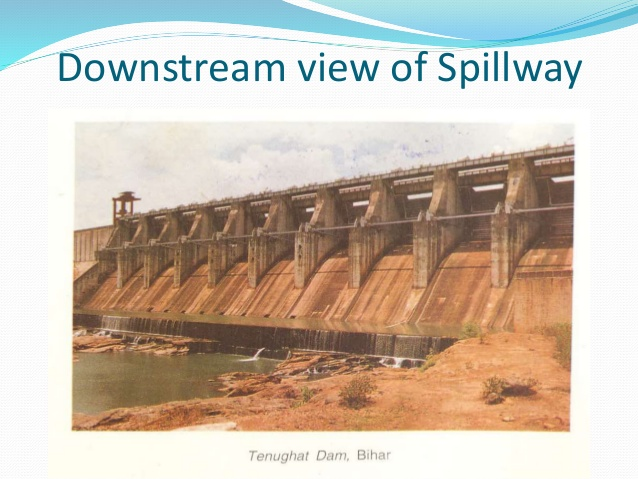 Downstream view of Spillway
Tenughat Dam, Bihar